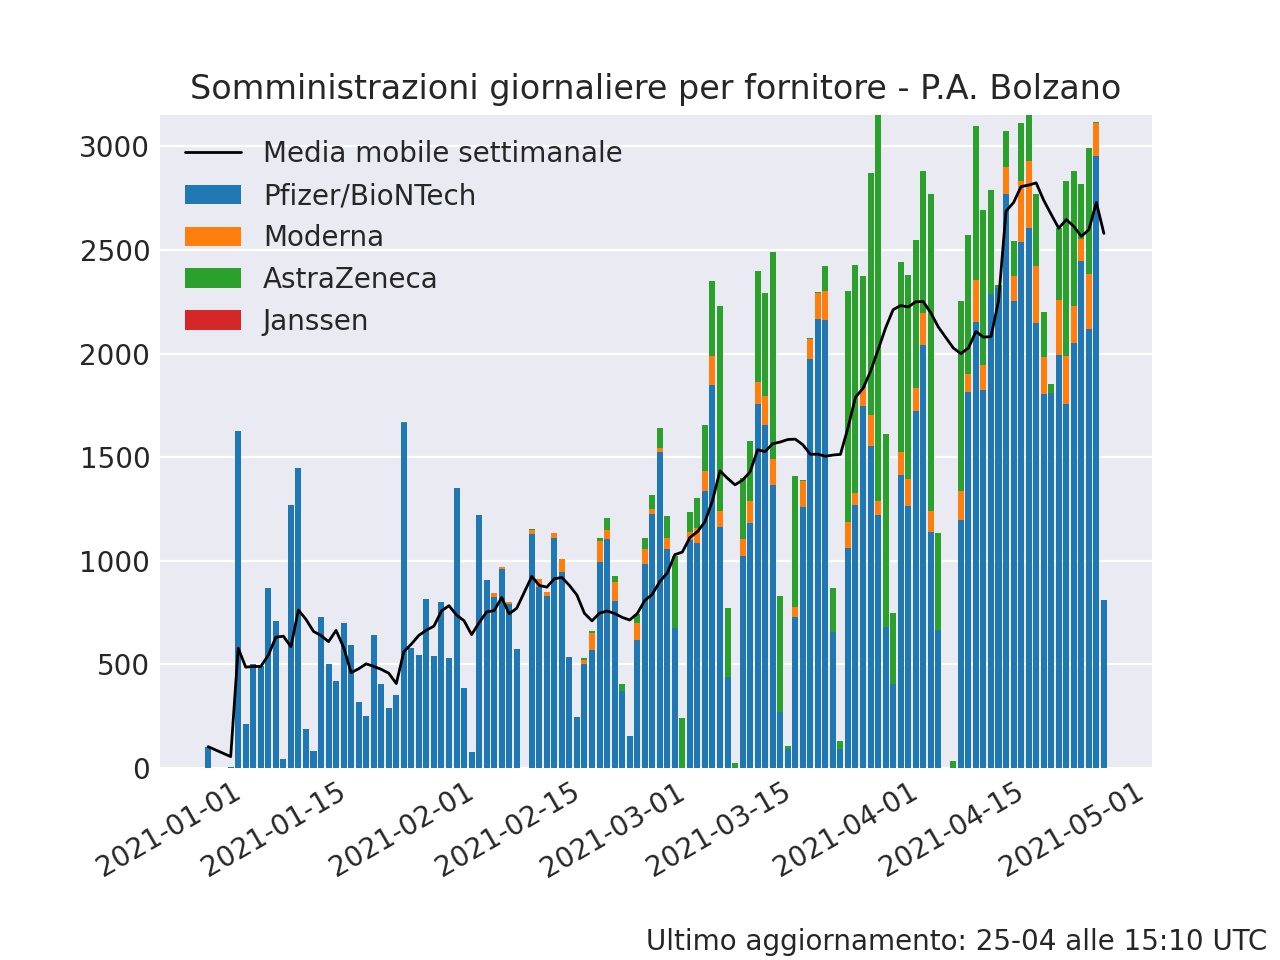 Somministrazioni giornaliere per fornitore - P.A. Bolzano
Media mobile settimanale
Pfizer/BioNTech
Moderna
AstraZeneca
Janssen
3000
2500
2000
1500
1000
500
0
2021-01-01
2021-01-15
2021-02-01
2021-02-15
2021-03-01
2021-03-15
2021-04-01
2021-04-15
2021-05-01
Ultimo aggiornamento: 25-04 alle 15:10 UTC